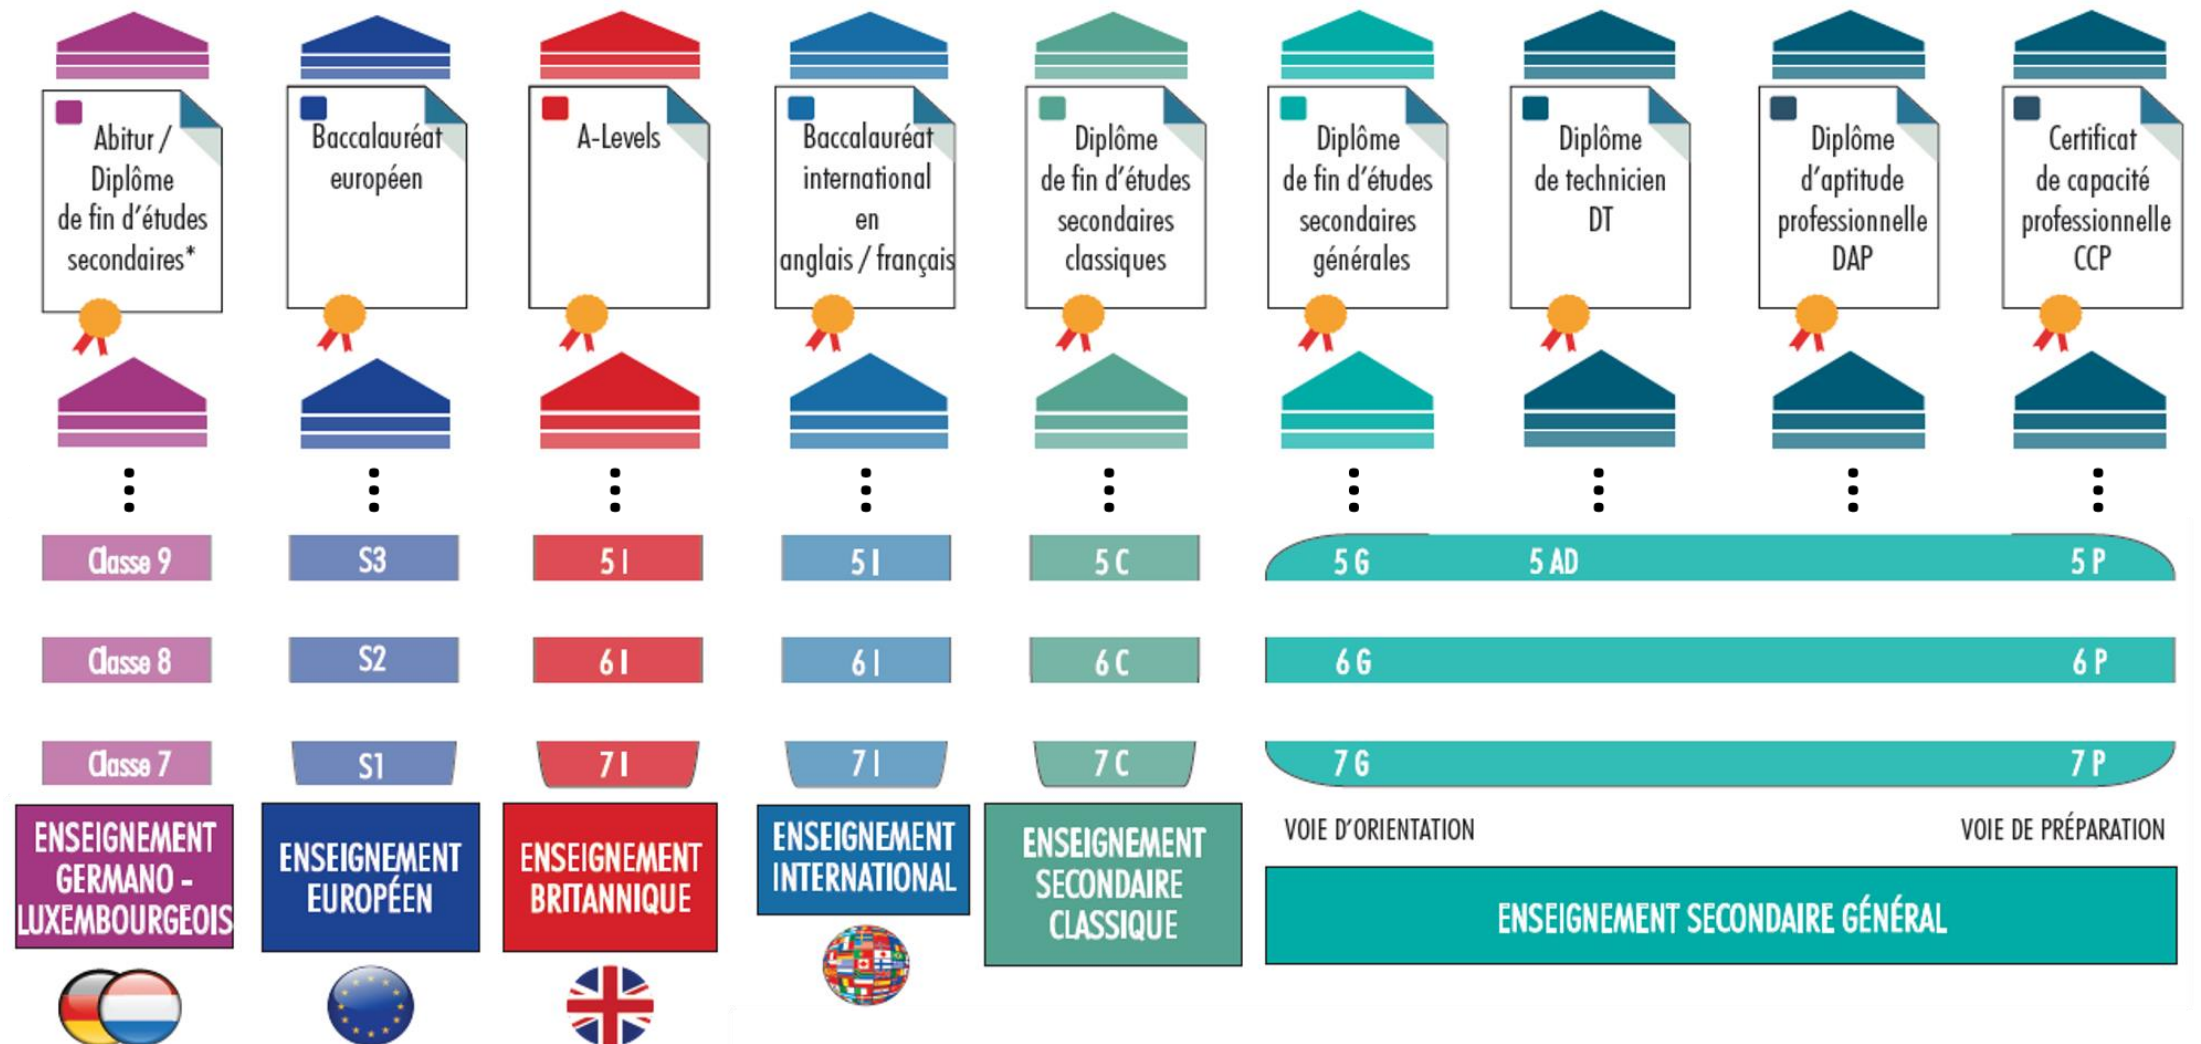 Abitur /
Diplôme
de fin d'études
secondaires*
Baccalauréat
européen
A-Levels
Baccalauréat
international
en
anglais / français
Diplôme
de fin d'études
secondaires
classiques
Diplôme
de fin d'études
secondaires
générales
Diplôme
de technicien
DT
Diplôme
d'aptitude
professionnelle
DAP
Certificat
de capacité
professionnelle
CCP
Classe 9
S3
5 I
5 I
5 C
5 G
5 AD
5 P
Classe 8
S2
6 I
6 I
6 C
6 G
6 P
Classe 7
S1
7 I
7 I
7 C
7 G
7 P
VOIE D'ORIENTATION
VOIE DE PRÉPARATION
ENSEIGNEMENT
GERMANO -
LUXEMBOURGEOIS
ENSEIGNEMENT
EUROPÉEN
ENSEIGNEMENT
BRITANNIQUE
ENSEIGNEMENT
INTERNATIONAL
ENSEIGNEMENT
SECONDAIRE
CLASSIQUE
ENSEIGNEMENT SECONDAIRE GÉNÉRAL